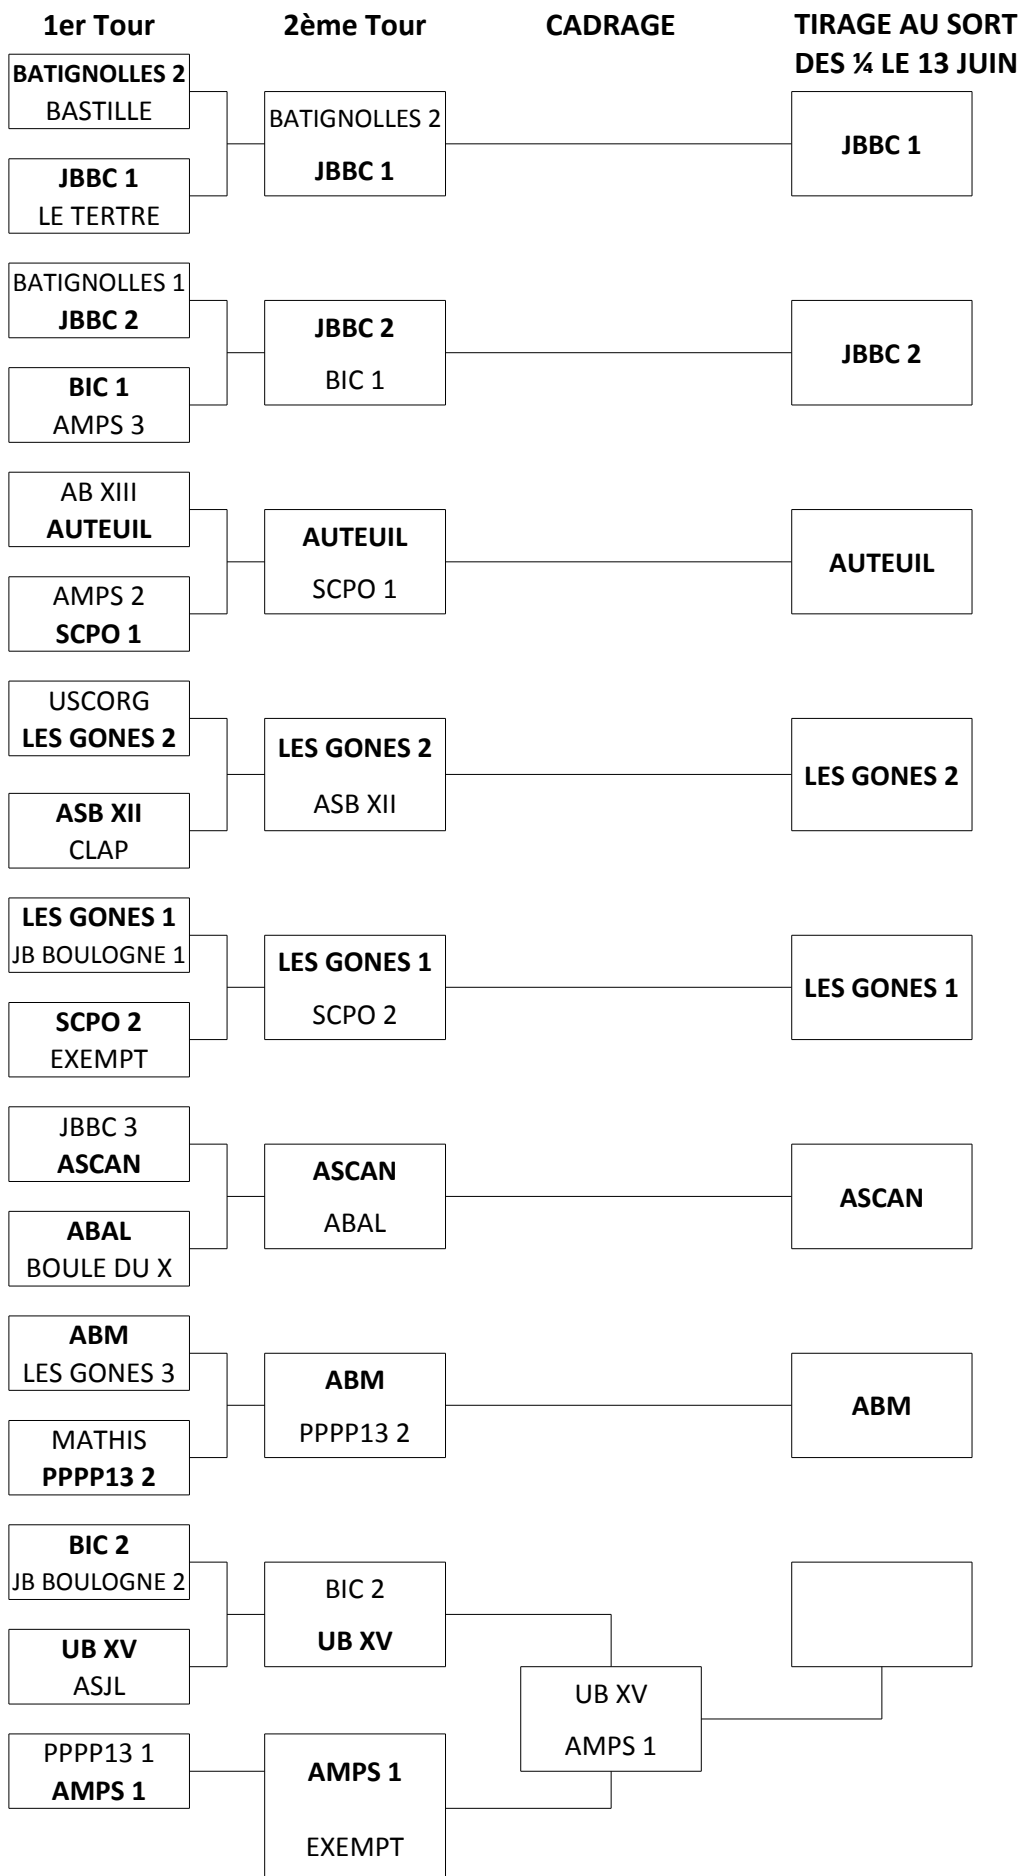 1er Tour
2ème Tour
CADRAGE
TIRAGE AU SORT
DES ¼ LE 13 JUIN
BATIGNOLLES 2
BASTILLE
BATIGNOLLES 2
JBBC 1
JBBC 1
JBBC 1
LE TERTRE
BATIGNOLLES 1
JBBC 2
JBBC 2
BIC 1
JBBC 2
BIC 1
AMPS 3
AB XIII
AUTEUIL
AUTEUIL
SCPO 1
AUTEUIL
AMPS 2
SCPO 1
USCORG
LES GONES 2
LES GONES 2
ASB XII
LES GONES 2
ASB XII
CLAP
LES GONES 1
JB BOULOGNE 1
LES GONES 1
SCPO 2
LES GONES 1
SCPO 2
EXEMPT
JBBC 3
ASCAN
ASCAN
ABAL
ASCAN
ABAL
BOULE DU X
ABM
LES GONES 3
ABM
PPPP13 2
ABM
MATHIS
PPPP13 2
BIC 2
JB BOULOGNE 2
BIC 2
UB XV
UB XV
ASJL
UB XV
AMPS 1
PPPP13 1
AMPS 1
AMPS 1
EXEMPT